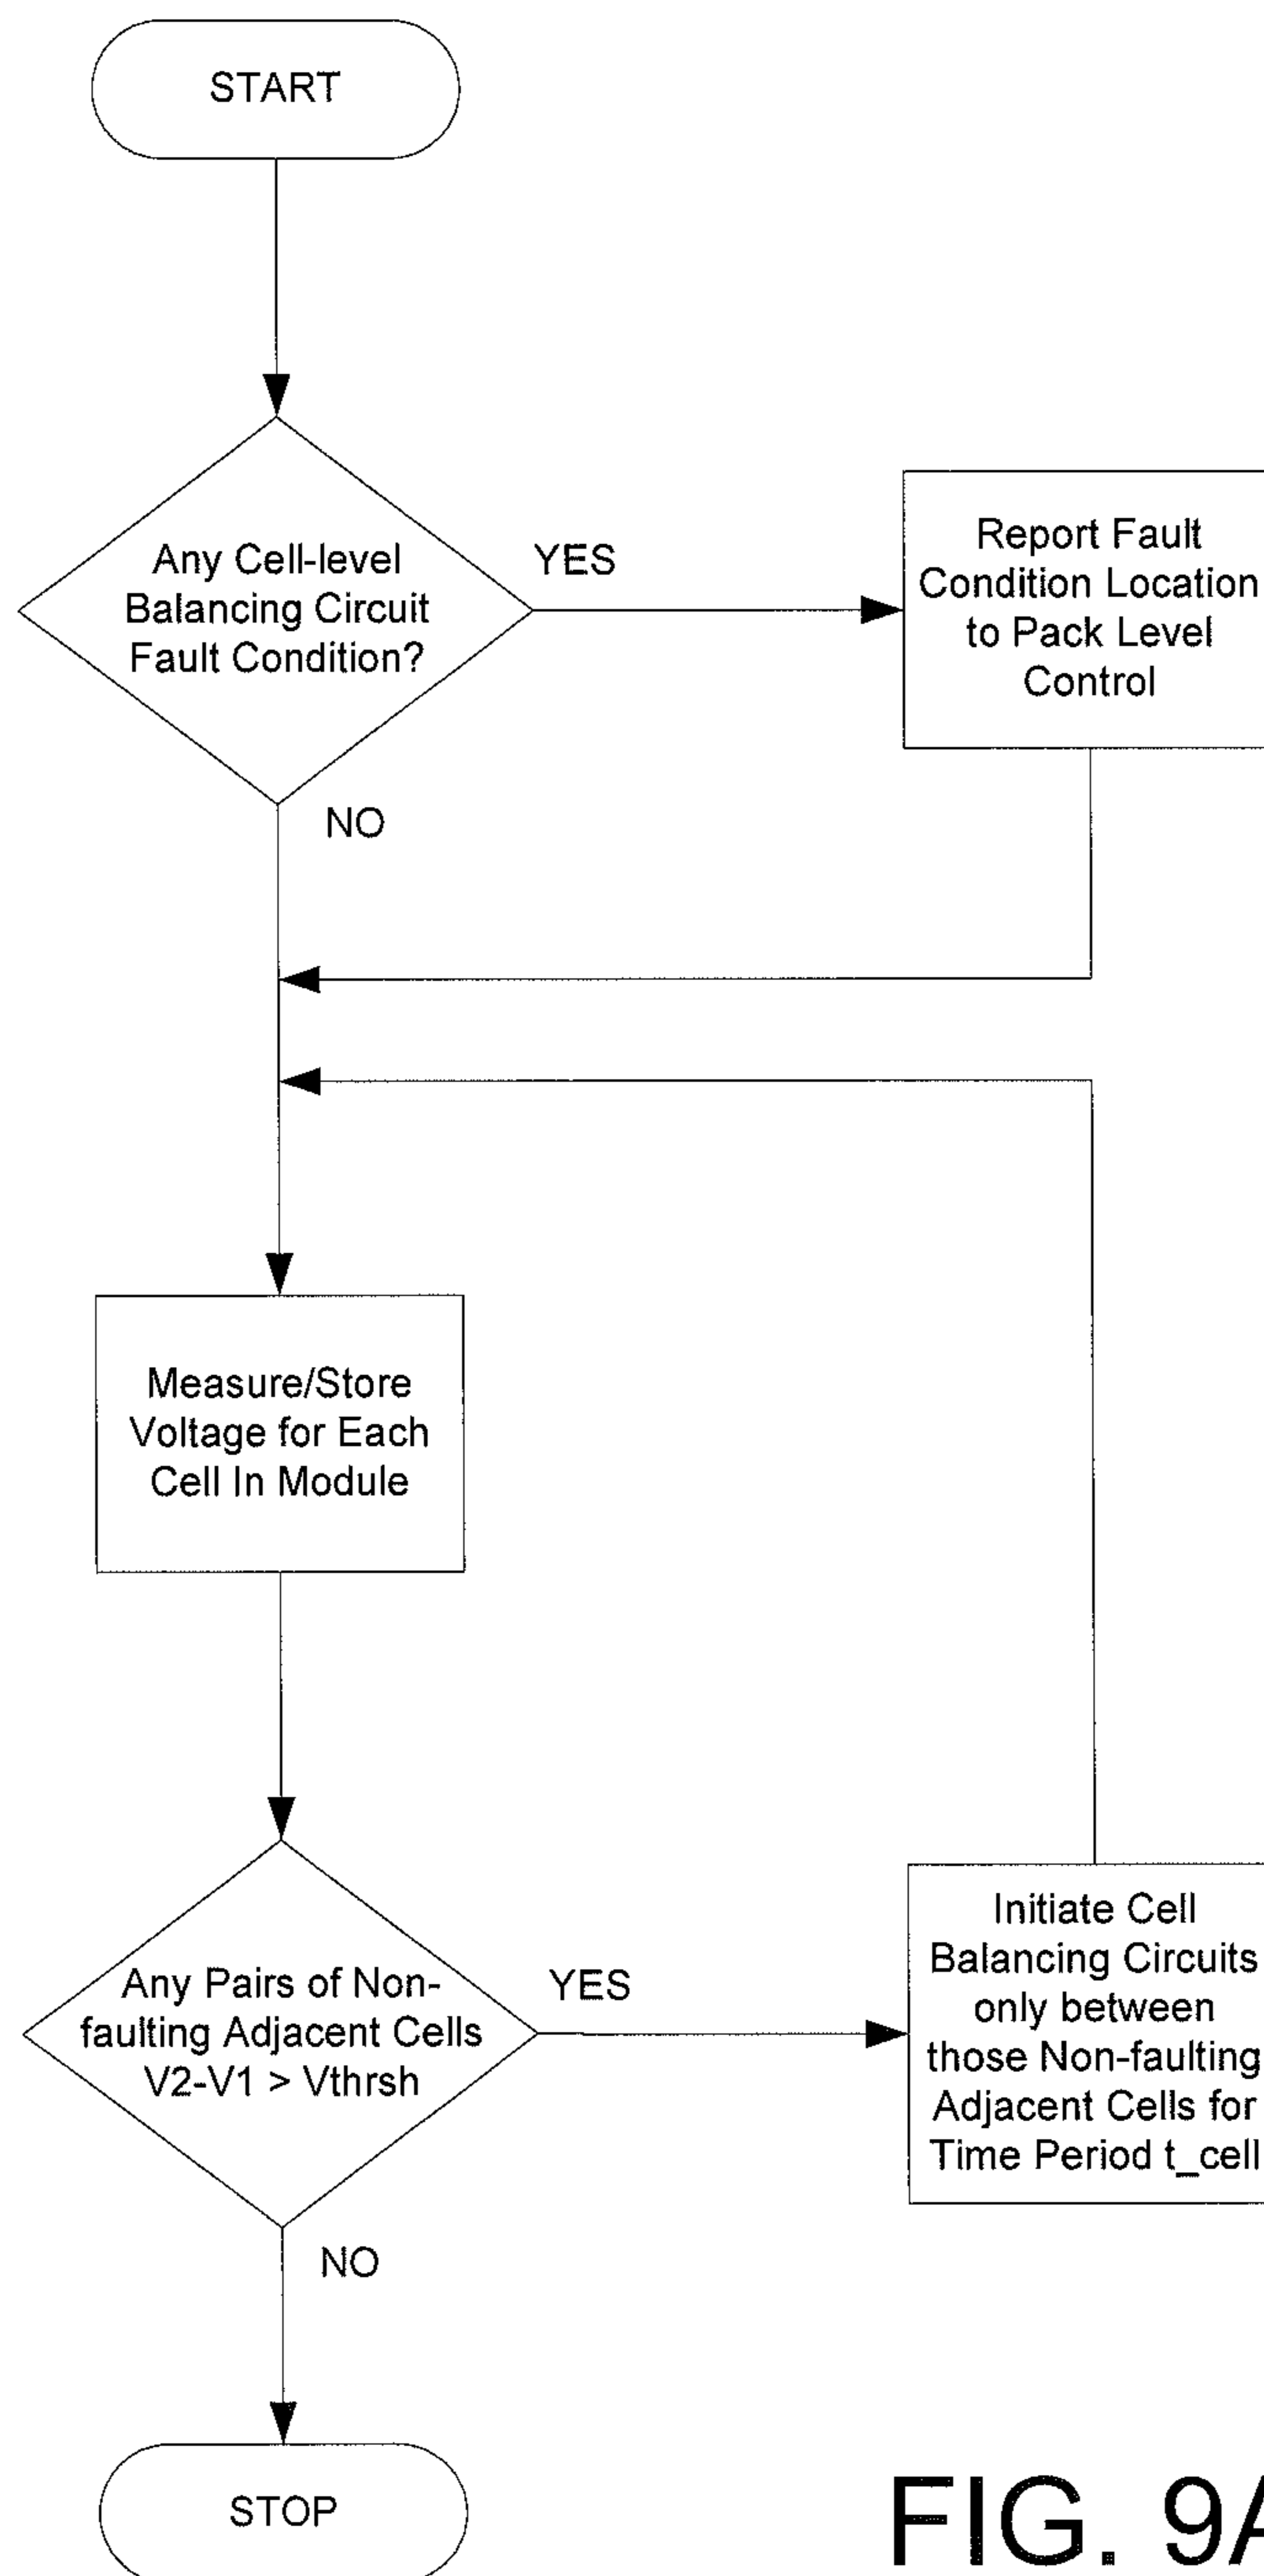 START
Any Cell-level
Balancing Circuit
Fault Condition?
YES
Report Fault
Condition Location
to Pack Level
Control
NO
Measure/Store
Voltage for Each
Cell In Module
Any Pairs of Non-
faulting Adjacent Cells
V2-V1 > Vthrsh
YES
Initiate Cell
Balancing Circuits
only between
those Non-faulting
Adjacent Cells for
Time Period t_cell
NO
STOP
FIG. 9A